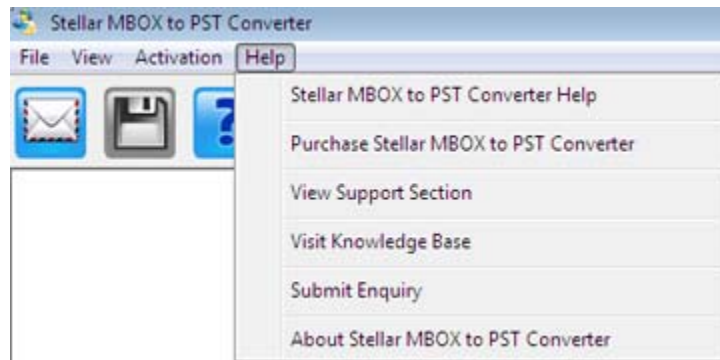 Stellar MBOX to PST Converter
File View Activation Help
Stellar MBOX to PST Converter Help
Purchase Stellar MBOX to PST Converter
View Support Section
Visit Knowledge Base
Submit Enquiry
About Stellar MBOX to PST Converter